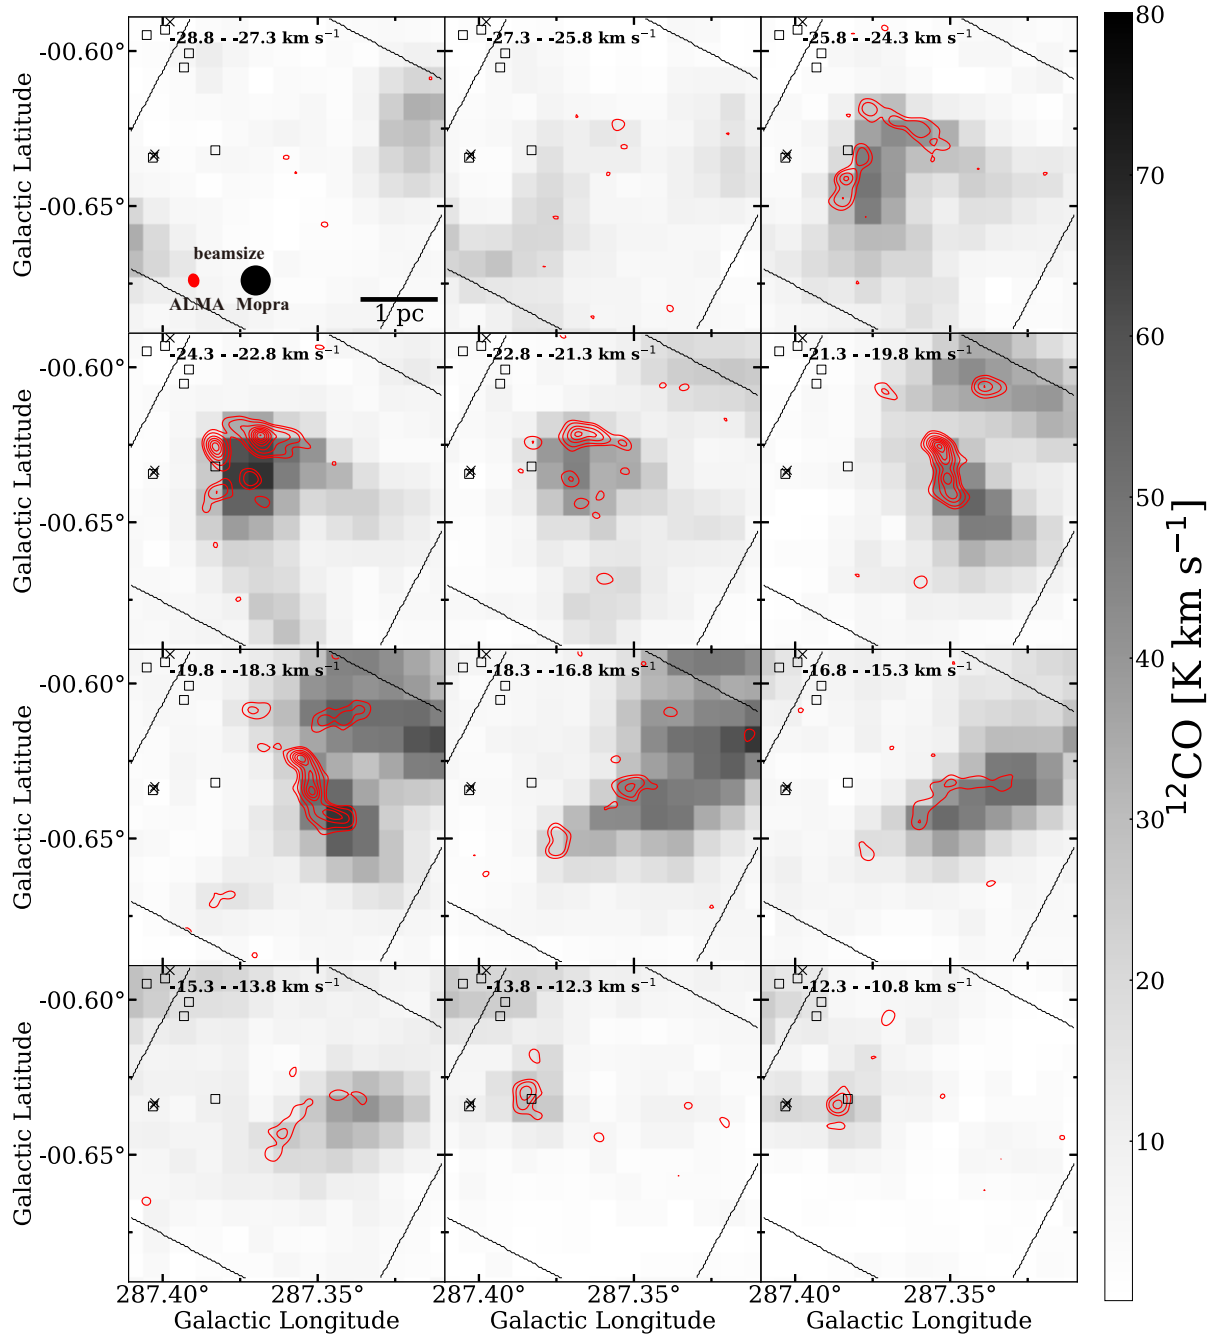 -28.8 - -27.3 km s⁻¹
-27.3 - -25.8 km s⁻¹
-25.8 - -24.3 km s⁻¹
80
-00.60°
Galactic Latitude
-00.65°
beamsize
ALMA Mopra
1 pc
70
60
-24.3 - -22.8 km s⁻¹
-22.8 - -21.3 km s⁻¹
-21.3 - -19.8 km s⁻¹
-00.60°
Galactic Latitude
-00.65°
50
¹²CO [K km s⁻¹]
40
-19.8 - -18.3 km s⁻¹
-18.3 - -16.8 km s⁻¹
-16.8 - -15.3 km s⁻¹
-00.60°
Galactic Latitude
-00.65°
30
20
-15.3 - -13.8 km s⁻¹
-13.8 - -12.3 km s⁻¹
-12.3 - -10.8 km s⁻¹
-00.60°
Galactic Latitude
-00.65°
10
287.40° 287.35°
287.40° 287.35°
287.40° 287.35°
Galactic Longitude
Galactic Longitude
Galactic Longitude